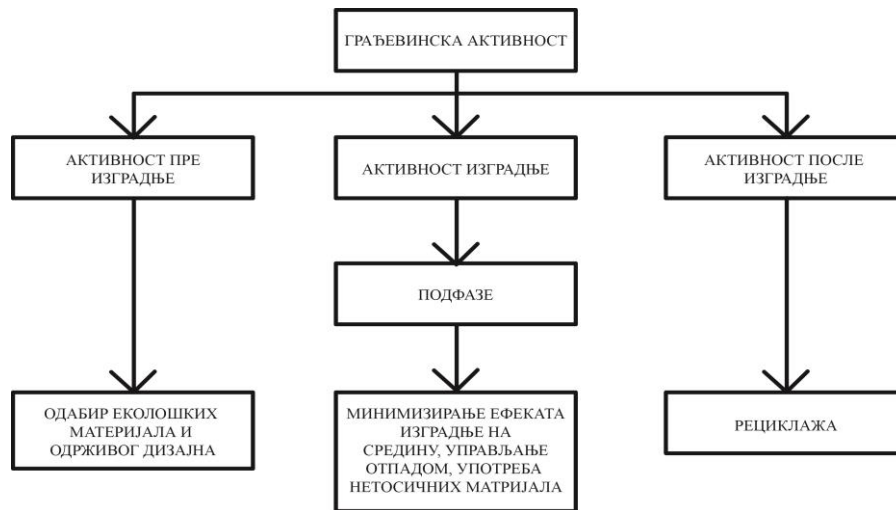 ГРАЂЕВИНСКА АКТИВНОСТ
АКТИВНОСТ ПРЕ
ИЗГРАДЊЕ
АКТИВНОСТ ИЗГРАДЊЕ
АКТИВНОСТ ПОСЛЕ
ИЗГРАДЊЕ
ПОДФАЗЕ
ОДАБИР ЕКОЛОШКИХ
МАТЕРИЈАЛА И
ОДРЖИВОГ ДИЗАЈНА
МИНИМИЗИРАЊЕ ЕФЕКАТА
ИЗГРАДЊЕ НА
СРЕДИНУ, УПРАВЉАЊЕ
ОТПАДОМ, УПОТРЕБА
НЕТОСИЧНИХ МАТРИЈАЛА
РЕЦИКЛАЖА